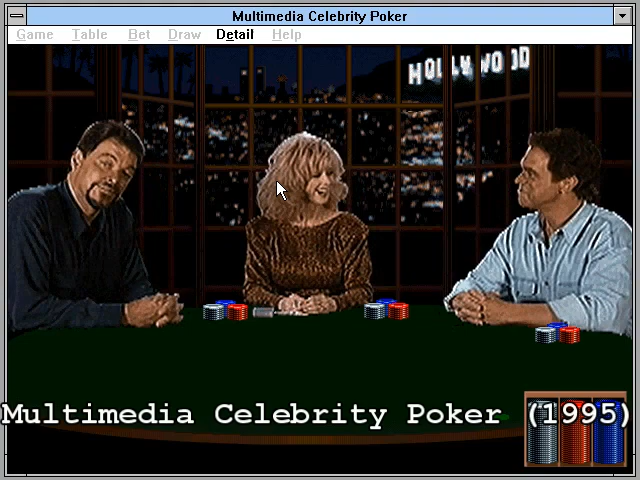 Multimedia Celebrity Poker
Game Table Bet Draw Detail Help
HOLLYWOOD
Multimedia Celebrity Poker (1995)